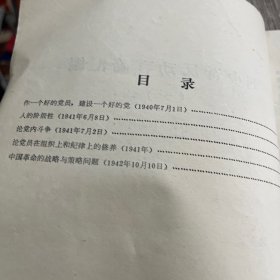 目录
作一个好的党员，建设一个好的党（1940年7月1日）
人的阶级性（1941年6月8日）
论党内斗争（1941年7月2日）
论党员在组织上和纪律上的修养（1941年）
中国革命的战略与策略问题（1942年10月10日）